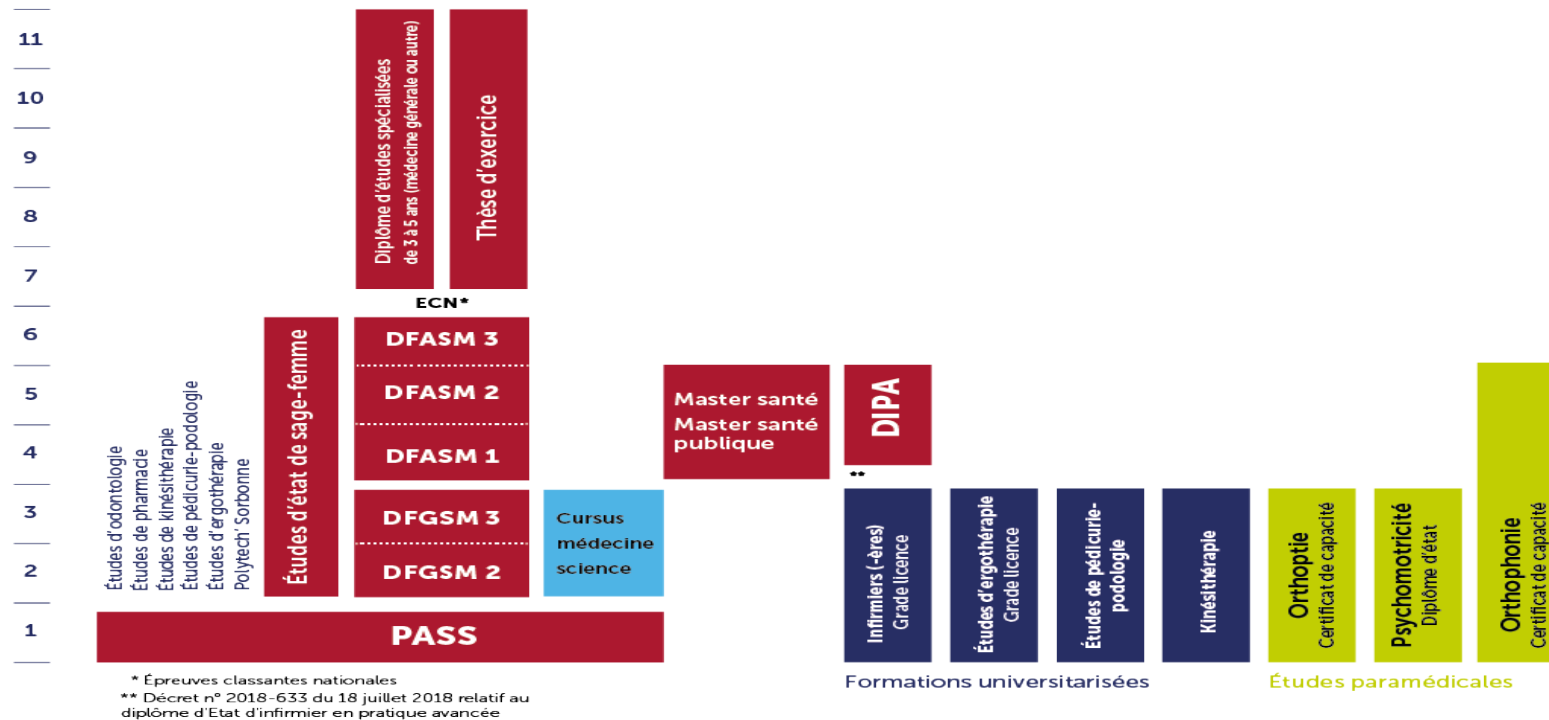 11
10
9
8
7
6
5
4
3
2
1
Diplôme d'études spécialisées
de 3 à 5 ans (médecine générale ou autre)
Thèse d'exercice
ECN*
DFASM 3
DFASM 2
DFASM 1
DFGSM 3
DFGSM 2
Études d'odontologie
Études de pharmacie
Études de kinésithérapie
Études de pédicurie-podologie
Études d'ergothérapie
Polytech' Sorbonne
Études d'état de sage-femme
Cursus
médecine
science
PASS
Master santé
Master santé
publique
DIPA
**
Infirmiers (-ères)
Grade licence
Études d'ergothérapie
Grade licence
Études de pédicurie-
podologie
Kinésithérapie
Orthoptie
Certificat de capacité
Psychomotricité
Diplôme d'état
Orthophonie
Certificat de capacité
* Épreuves classantes nationales
** Décret n° 2018-633 du 18 juillet 2018 relatif au
diplôme d'Etat d'infirmier en pratique avancée
Formations universitarisées
Études paramédicales